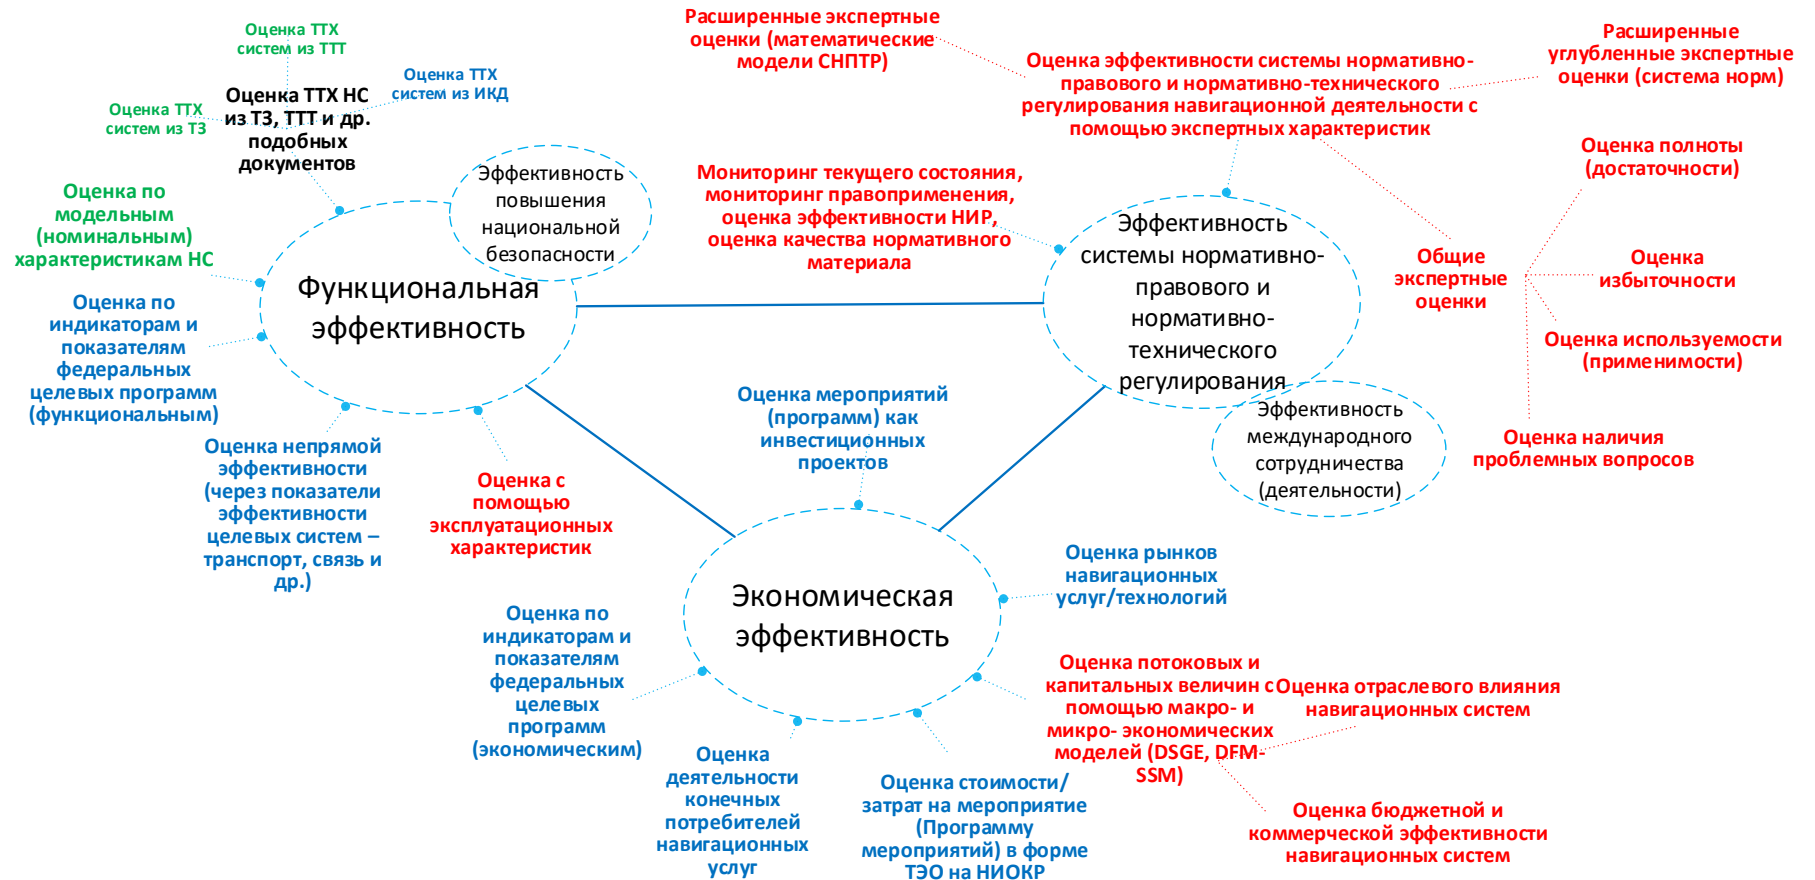 Оценка ТТХ
систем из ТТТ
Оценка ТТХ
систем из ИКД
Оценка ТТХ
систем из ТЗ
Оценка ТТХ НС
из ТЗ, ТТТ и др.
подобных
документов
Оценка по
модельным
(номинальным)
характеристикам НС
Оценка по
индикаторам и
показателям
федеральных
целевых программ
(функциональным)
Оценка непрямой
эффективности
(через показатели
эффективности
целевых систем –
транспорт, связь и
др.)
Оценка с
помощью
эксплуатационных
характеристик
Эффективность
повышения
национальной
безопасности
Функциональная
эффективность
Расширенные экспертные
оценки (математические
модели СНПТР)
Оценка эффективности системы нормативно-
правового и нормативно-технического
регулирования навигационной деятельности с
помощью экспертных характеристик
Расширенные
углубленные экспертные
оценки (система норм)
Мониторинг текущего состояния,
мониторинг правоприменения,
оценка эффективности НИР,
оценка качества нормативного
материала
Эффективность
системы нормативно-
правового и
нормативно-
технического
регулирования
Эффективность
международного
сотрудничества
(деятельности)
Общие
экспертные
оценки
Оценка полноты
(достаточности)
Оценка
избыточности
Оценка используемости
(применимости)
Оценка наличия
проблемных вопросов
Оценка мероприятий
(программ) как
инвестиционных
проектов
Экономическая
эффективность
Оценка рынков
навигационных
услуг/технологий
Оценка по
индикаторам и
показателям
федеральных
целевых
программ
(экономическим)
Оценка
деятельности
конечных
потребителей
навигационных
услуг
Оценка стоимости/
затрат на мероприятие
(Программу
мероприятий) в форме
ТЭО на НИОКР
Оценка потоковых и
капитальных величин с
помощью макро- и
микро- экономических
моделей (DSGE, DFM-
SSM)
Оценка отраслевого влияния
навигационных систем
Оценка бюджетной и
коммерческой эффективности
навигационных систем